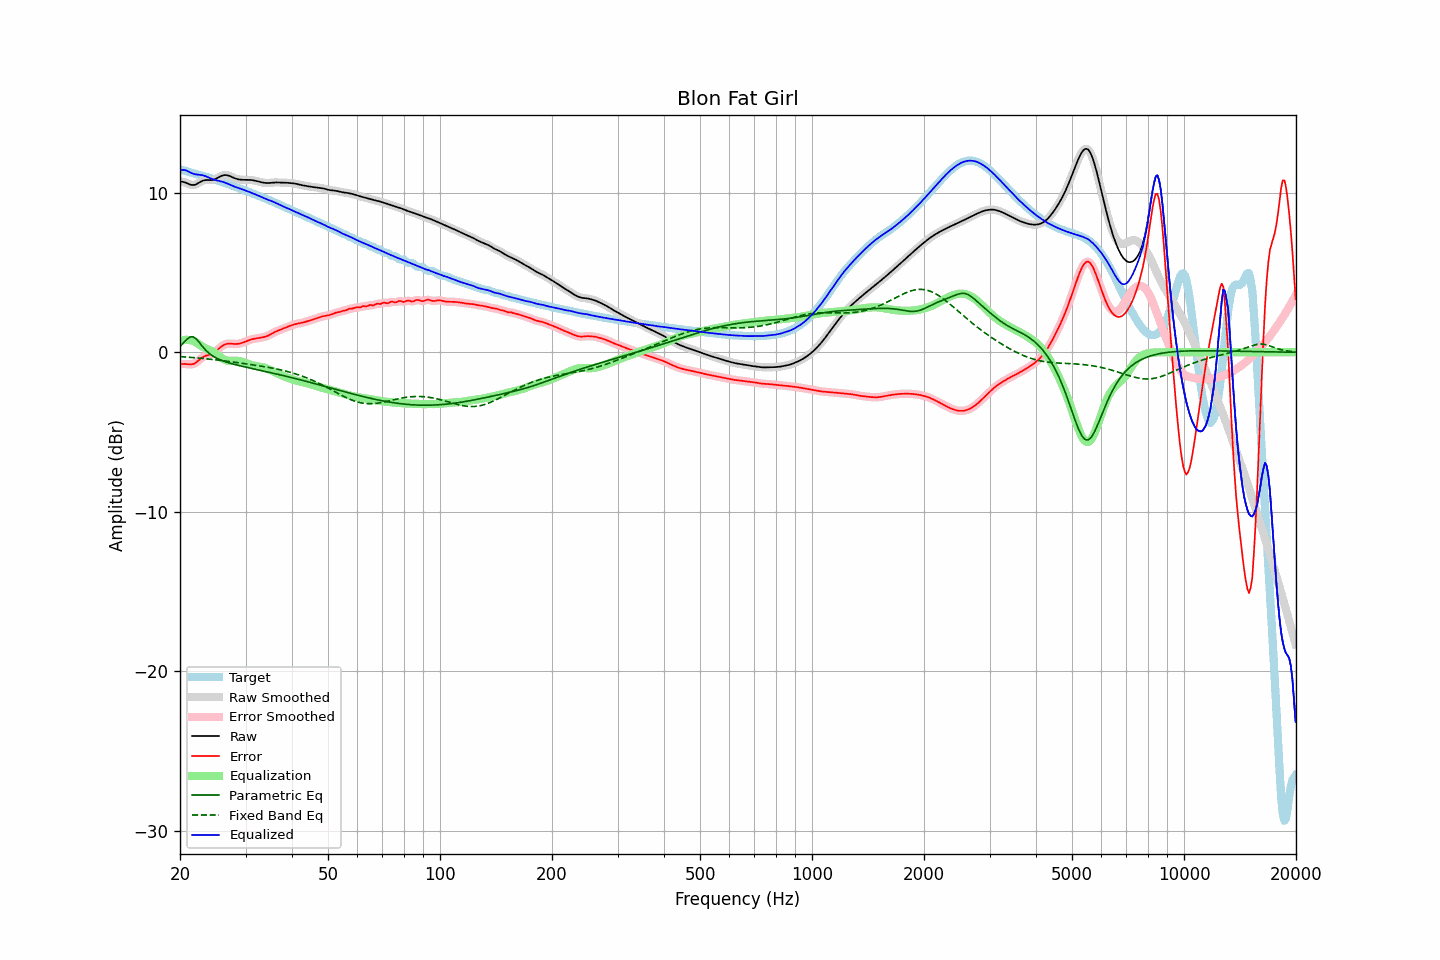 Blon Fat Girl
Amplitude (dBr)
10
0
−10
−20
−30
Target
Raw Smoothed
Error Smoothed
Raw
Error
Equalization
Parametric Eq
Fixed Band Eq
Equalized
20 50 100 200 500 1000 2000 5000 10000 20000
Frequency (Hz)